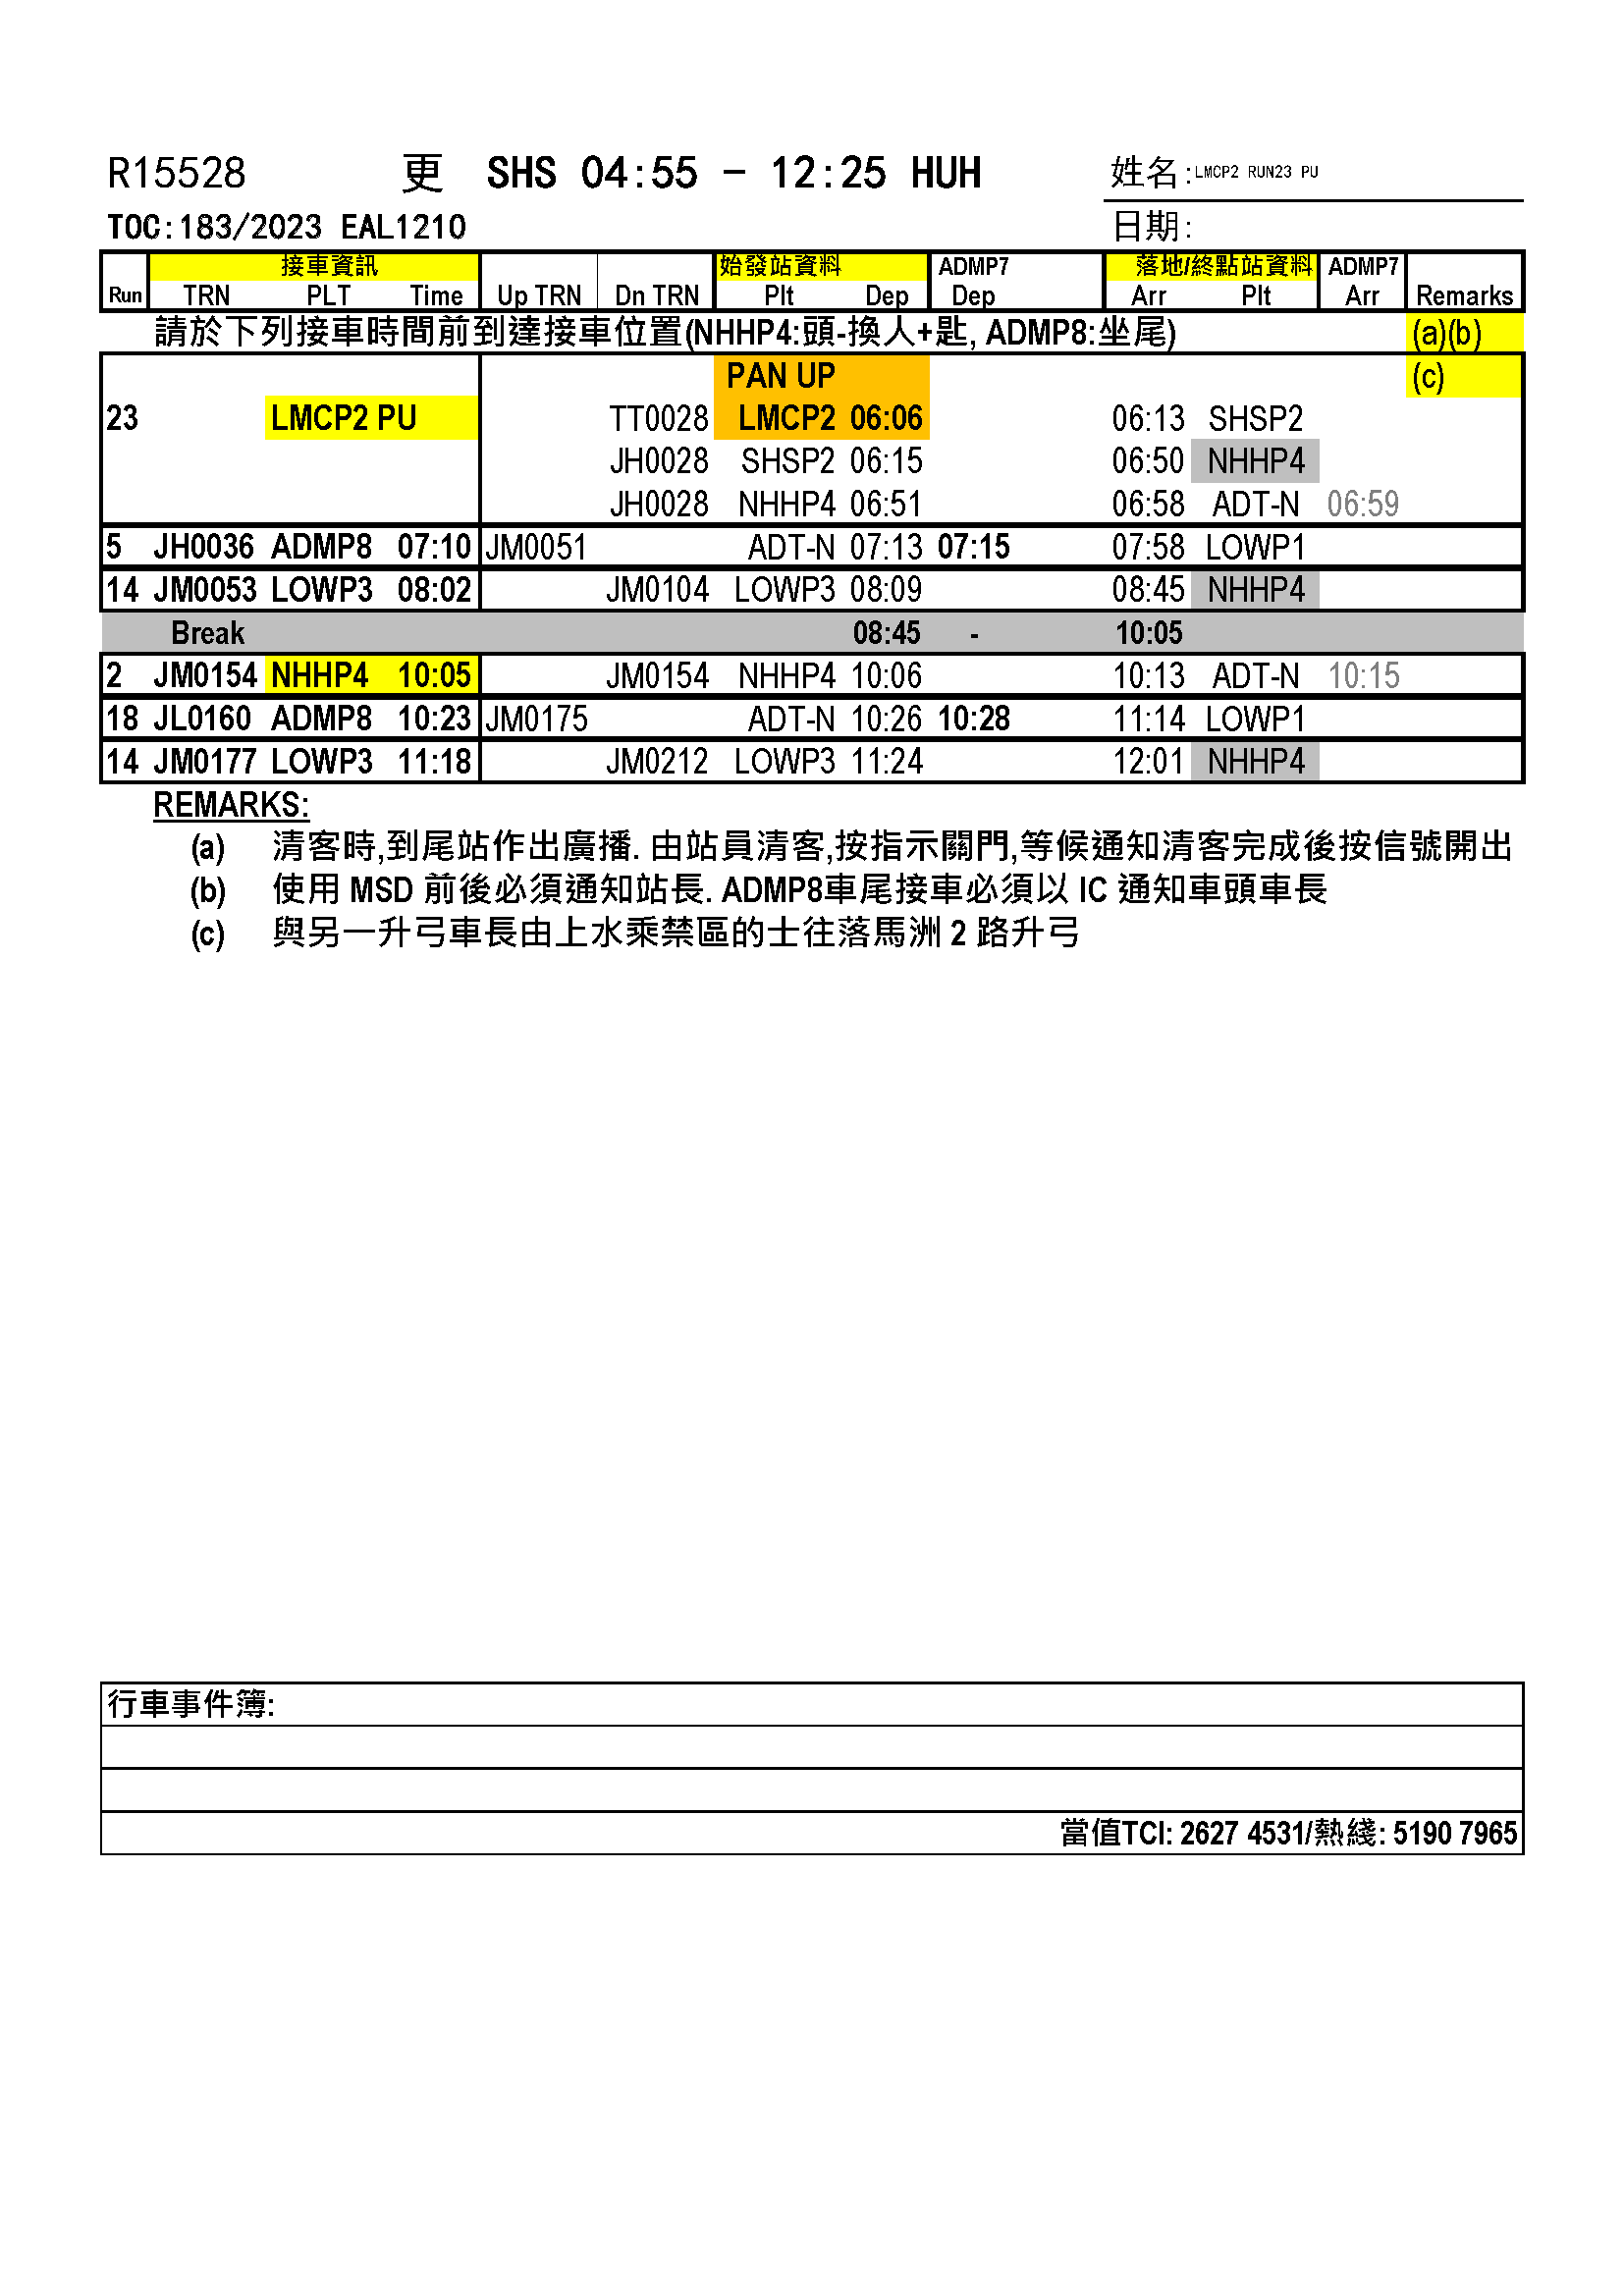 R15528 更 SHS 04:55 - 12:25 HUH 姓名:LMCP2 RUN23 PU
TOC:183/2023 EAL1210 日期:
接車資訊 始發站資料 ADMP7 落地/終點站資料 ADMP7
Run TRN PLT Time Up TRN Dn TRN Plt Dep Dep Arr Plt Arr Remarks
請於下列接車時間前到達接車位置(NHHP4:頭-換人+匙, ADMP8:坐尾) (a)(b)
PAN UP (c)
23 LMCP2 PU TT0028 LMCP2 06:06 06:13 SHSP2
JH0028 SHSP2 06:15 06:50 NHHP4
JH0028 NHHP4 06:51 06:58 ADT-N 06:59
5 JH0036 ADMP8 07:10 JM0051 ADT-N 07:13 07:15 07:58 LOWP1
14 JM0053 LOWP3 08:02 JM0104 LOWP3 08:09 08:45 NHHP4
Break 08:45 - 10:05
2 JM0154 NHHP4 10:05 JM0154 NHHP4 10:06 10:13 ADT-N 10:15
18 JL0160 ADMP8 10:23 JM0175 ADT-N 10:26 10:28 11:14 LOWP1
14 JM0177 LOWP3 11:18 JM0212 LOWP3 11:24 12:01 NHHP4
REMARKS:
(a) 清客時,到尾站作出廣播. 由站員清客,按指示關門,等候通知清客完成後按信號開出
(b) 使用 MSD 前後必須通知站長. ADMP8車尾接車必須以 IC 通知車頭車長
(c) 與另一升弓車長由上水乘禁區的士往落馬洲 2 路升弓
行車事件簿:
當值TCI: 2627 4531/熱綫: 5190 7965